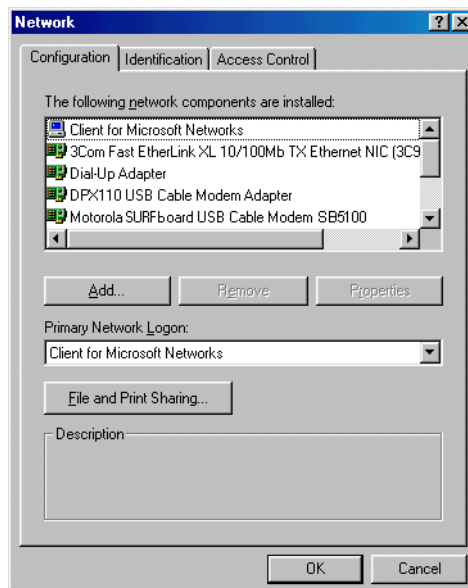 Network
Configuration
Identification
Access Control
The following network components are installed:
Client for Microsoft Networks
3Com Fast EtherLink XL 10/100Mb TX Ethernet NIC (3C9
Dial-Up Adapter
DPX110 USB Cable Modem Adapter
Motorola SURFboard USB Cable Modem SB5100
Add...
Remove
Properties
Primary Network Logon:
Client for Microsoft Networks
File and Print Sharing...
Description
OK
Cancel